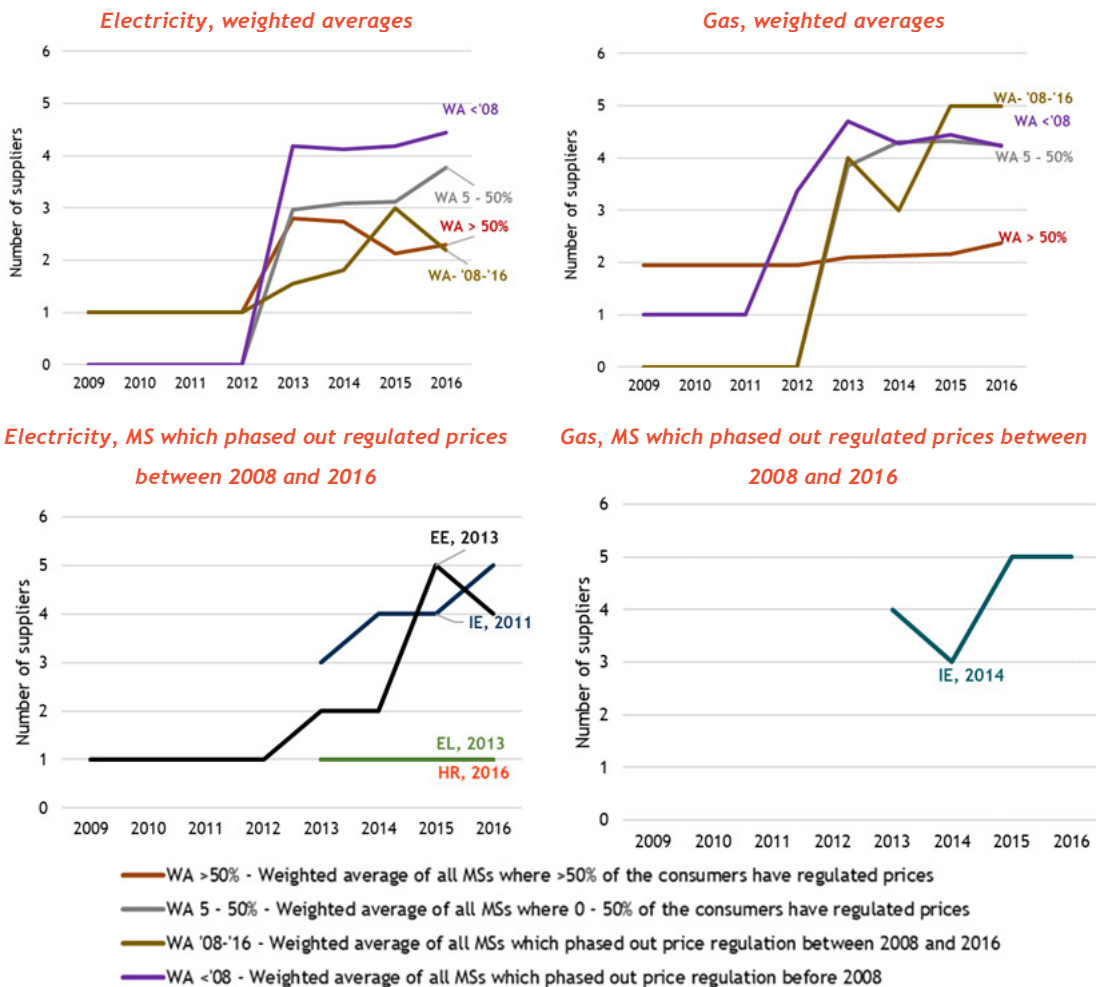 Electricity, weighted averages
Number of suppliers
6
5
4
3
2
1
0
2009 2010 2011 2012 2013 2014 2015 2016
WA <'08
WA 5 - 50%
WA > 50%
WA- '08-'16
Gas, weighted averages
Number of suppliers
6
5
4
3
2
1
0
2009 2010 2011 2012 2013 2014 2015 2016
WA- '08-'16
WA <'08
WA 5 - 50%
WA > 50%
Electricity, MS which phased out regulated prices
between 2008 and 2016
Number of suppliers
6
5
4
3
2
1
0
2009 2010 2011 2012 2013 2014 2015 2016
EE, 2013
IE, 2011
EL, 2013
HR, 2016
Gas, MS which phased out regulated prices between
2008 and 2016
Number of suppliers
6
5
4
3
2
1
0
2009 2010 2011 2012 2013 2014 2015 2016
IE, 2014
WA >50% - Weighted average of all MSs where >50% of the consumers have regulated prices
WA 5 - 50% - Weighted average of all MSs where 0 - 50% of the consumers have regulated prices
WA '08-'16 - Weighted average of all MSs which phased out price regulation between 2008 and 2016
WA <'08 - Weighted average of all MSs which phased out price regulation before 2008